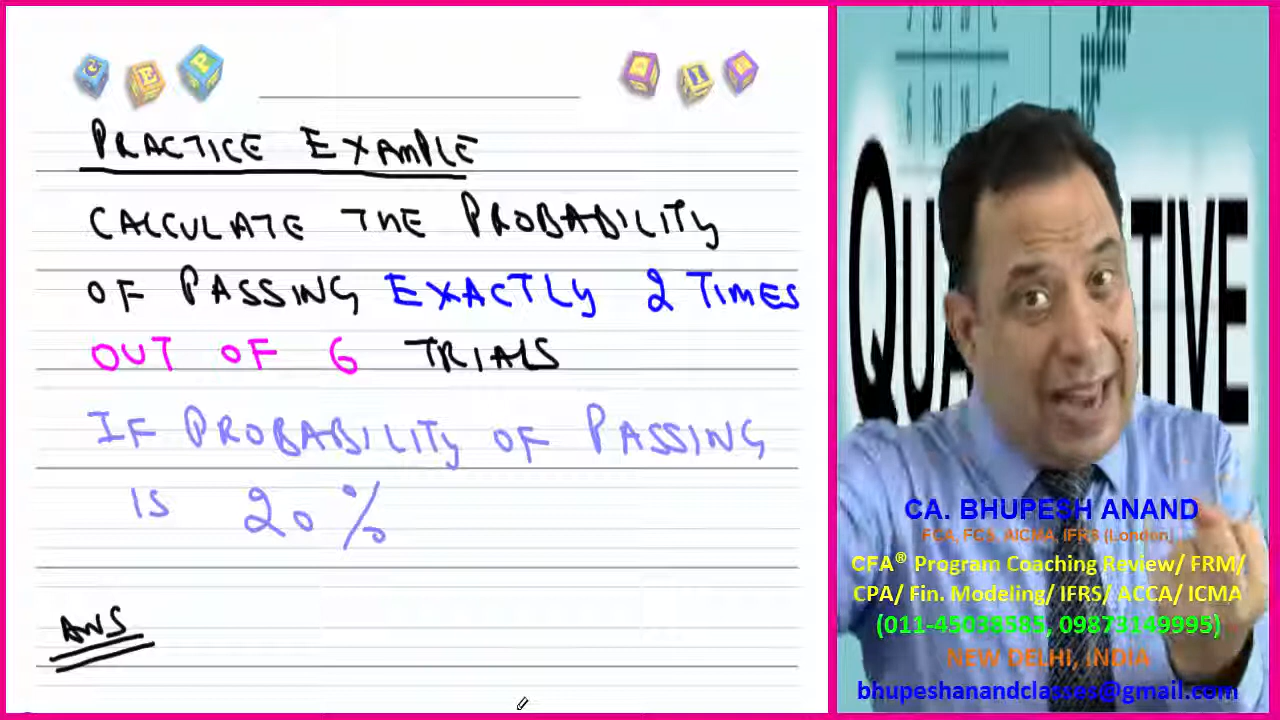 PRACTICE EXAMPLE
CALCULATE THE PROBABILITY
OF PASSING EXACTLY 2 TIMES
OUT OF 6 TRIALS
IF PROBABILITY OF PASSING
IS 20%
ANS
CA. BHUPESH ANAND
FCA, FCS, AICMA, IFRS (London)
CFA® Program Coaching Review/ FRM/
CPA/ Fin. Modeling/ IFRS/ ACCA/ ICMA
(011-45038585, 09873149995)
NEW DELHI, INDIA
bhupeshanandclasses@gmail.com